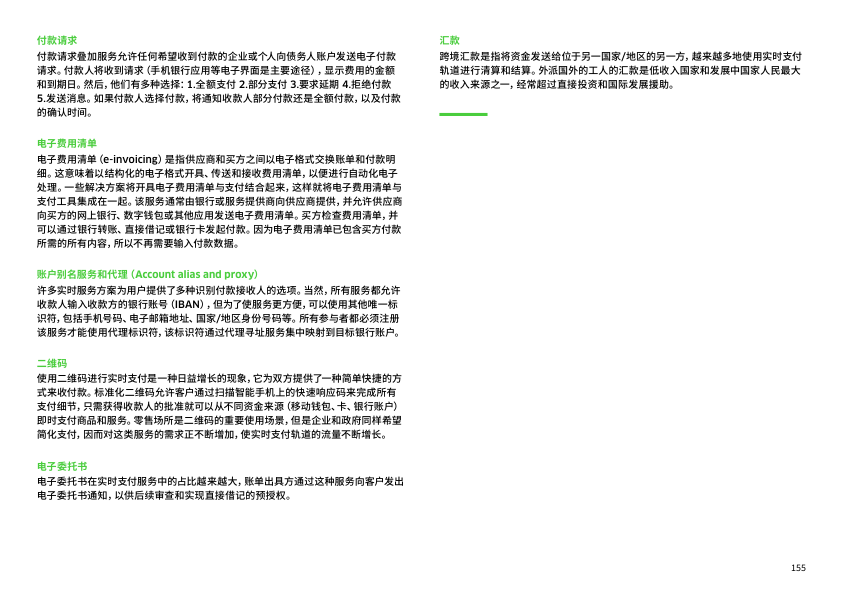 付款请求
付款请求叠加服务允许任何希望收到付款的企业或个人向债务人账户发送电子付款
请求。付款人将收到请求（手机银行应用等电子界面是主要途径），显示费用的金额
和到期日。然后，他们有多种选择：1.全额支付 2.部分支付 3.要求延期 4.拒绝付款
5.发送消息。如果付款人选择付款，将通知收款人部分付款还是全额付款，以及付款
的确认时间。
电子费用清单
电子费用清单（e-invoicing）是指供应商和买方之间以电子格式交换账单和付款明
细。这意味着以结构化的电子格式开具、传送和接收费用清单，以便进行自动化电子
处理。一些解决方案将开具电子费用清单与支付结合起来，这样就将电子费用清单与
支付工具集成在一起。该服务通常由银行或服务提供商向供应商提供，并允许供应商
向买方的网上银行、数字钱包或其他应用发送电子费用清单。买方检查费用清单，并
可以通过银行转账、直接借记或银行卡发起付款。因为电子费用清单已包含买方付款
所需的所有内容，所以不再需要输入付款数据。
账户别名服务和代理（Account alias and proxy）
许多实时服务方案为用户提供了多种识别付款接收人的选项。当然，所有服务都允许
收款人输入收款方的银行账号（IBAN），但为了使服务更方便，可以使用其他唯一标
识符，包括手机号码、电子邮箱地址、国家/地区身份号码等。所有参与者都必须注册
该服务才能使用代理标识符，该标识符通过代理寻址服务集中映射到目标银行账户。
二维码
使用二维码进行实时支付是一种日益增长的现象，它为双方提供了一种简单快捷的方
式来收付款。标准化二维码允许客户通过扫描智能手机上的快速响应码来完成所有
支付细节，只需获得收款人的批准就可以从不同资金来源（移动钱包、卡、银行账户）
即时支付商品和服务。零售场所是二维码的重要使用场景，但是企业和政府同样希望
简化支付，因而对这类服务的需求正不断增加，使实时支付轨道的流量不断增长。
电子委托书
电子委托书在实时支付服务中的占比越来越大，账单出具方通过这种服务向客户发出
电子委托书通知，以供后续审查和实现直接借记的预授权。
汇款
跨境汇款是指将资金发送给位于另一国家/地区的另一方，越来越多地使用实时支付
轨道进行清算和结算。外派国外的工人的汇款是低收入国家和发展中国家人民最大
的收入来源之一，经常超过直接投资和国际发展援助。
155